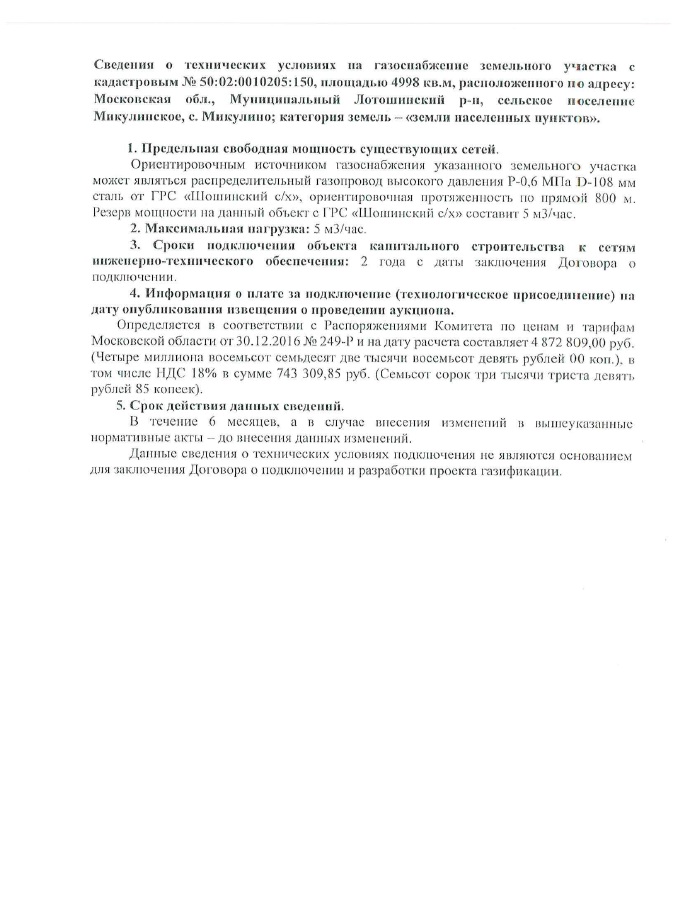 Сведения о технических условиях на газоснабжение земельного участка с
кадастровым № 50:02:0010205:150, площадью 4998 кв.м, расположенного по адресу:
Московская обл., Муниципальный Лотошинский р-н, сельское поселение
Микулинское, с. Микулино; категория земель – «земли населенных пунктов».
1. Предельная свободная мощность существующих сетей.
Ориентировочным источником газоснабжения указанного земельного участка
может являться распределительный газопровод высокого давления Р-0,6 МПа D-108 мм
сталь от ГРС «Шошинский с/х», ориентировочная протяженность по прямой 800 м.
Резерв мощности на данный объект с ГРС «Шошинский с/х» составит 5 м3/час.
2. Максимальная нагрузка: 5 м3/час.
3. Сроки подключения объекта капитального строительства к сетям
инженерно-технического обеспечения: 2 года с даты заключения Договора о
подключении.
4. Информация о плате за подключение (технологическое присоединение) на
дату опубликования извещения о проведении аукциона.
Определяется в соответствии с Распоряжениями Комитета по ценам и тарифам
Московской области от 30.12.2016 № 249-Р и на дату расчета составляет 4 872 809,00 руб.
(Четыре миллиона восемьсот семьдесят две тысячи восемьсот девять рублей 00 коп.), в
том числе НДС 18% в сумме 743 309,85 руб. (Семьсот сорок три тысячи триста девять
рублей 85 копеек).
5. Срок действия данных сведений.
В течение 6 месяцев, а в случае внесения изменений в вышеуказанные
нормативные акты – до внесения данных изменений.
Данные сведения о технических условиях подключения не являются основанием
для заключения Договора о подключении и разработки проекта газификации.